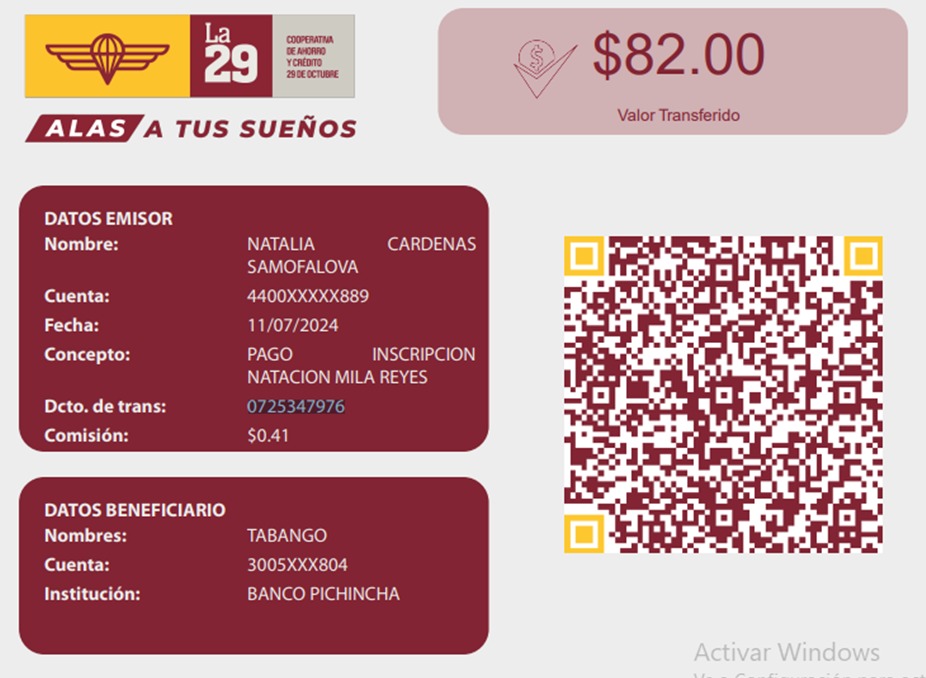 La
29
COOPERATIVA
DE AHORRO
Y CRÉDITO
29 DE OCTUBRE
ALAS A TUS SUEÑOS
$82.00
Valor Transferido
DATOS EMISOR
Nombre: NATALIA CARDENAS
SAMOFALOVA
Cuenta: 4400XXXXX889
Fecha: 11/07/2024
Concepto: PAGO INSCRIPCION
NATACION MILA REYES
Dcto. de trans: 0725347976
Comisión: $0.41
DATOS BENEFICIARIO
Nombres: TABANGO
Cuenta: 3005XXX804
Institución: BANCO PICHINCHA
Activar Windows